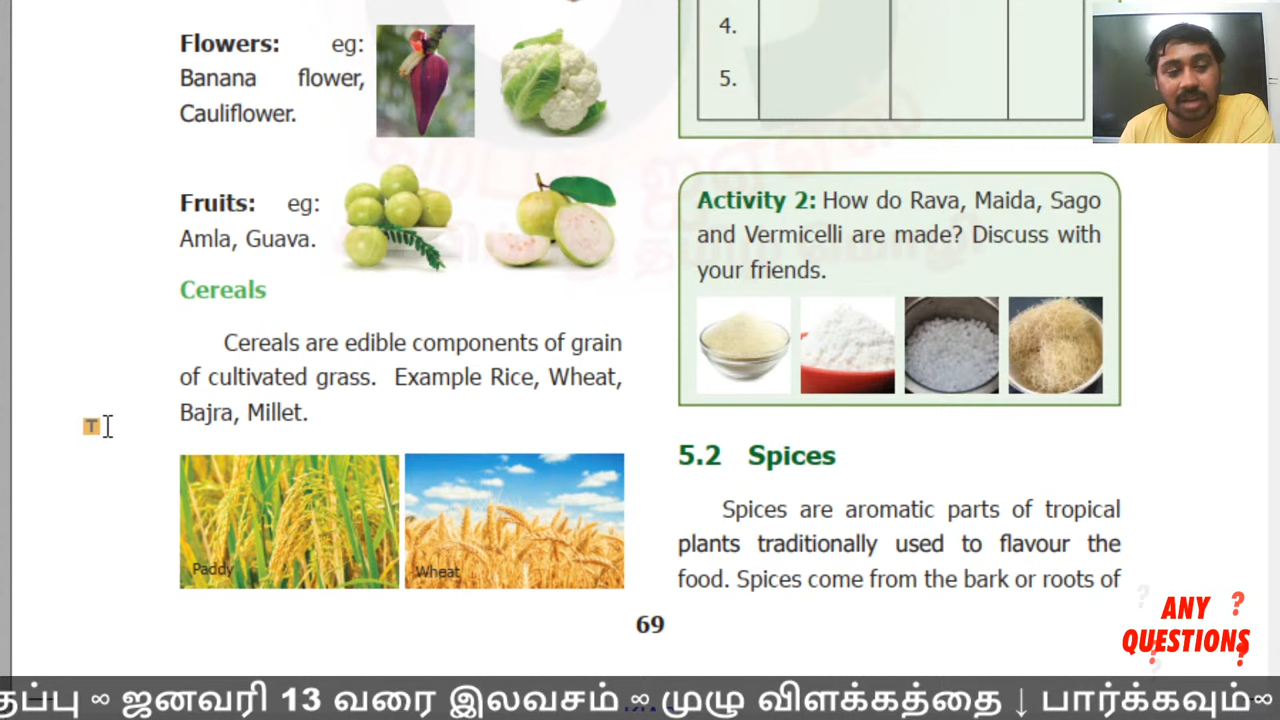 Flowers: eg:
Banana flower,
Cauliflower.
Fruits: eg:
Amla, Guava.
Cereals
Cereals are edible components of grain
of cultivated grass. Example Rice, Wheat,
Bajra, Millet.
Paddy
Wheat
4.
5.
Activity 2: How do Rava, Maida, Sago
and Vermicelli are made? Discuss with
your friends.
5.2 Spices
Spices are aromatic parts of tropical
plants traditionally used to flavour the
food. Spices come from the bark or roots of
69
T
ANY ?
QUESTIONS
ஜனவரி 13 வரை இலவசம் ∞ முழு விளக்கத்தை ↓ பார்க்கவும்∞